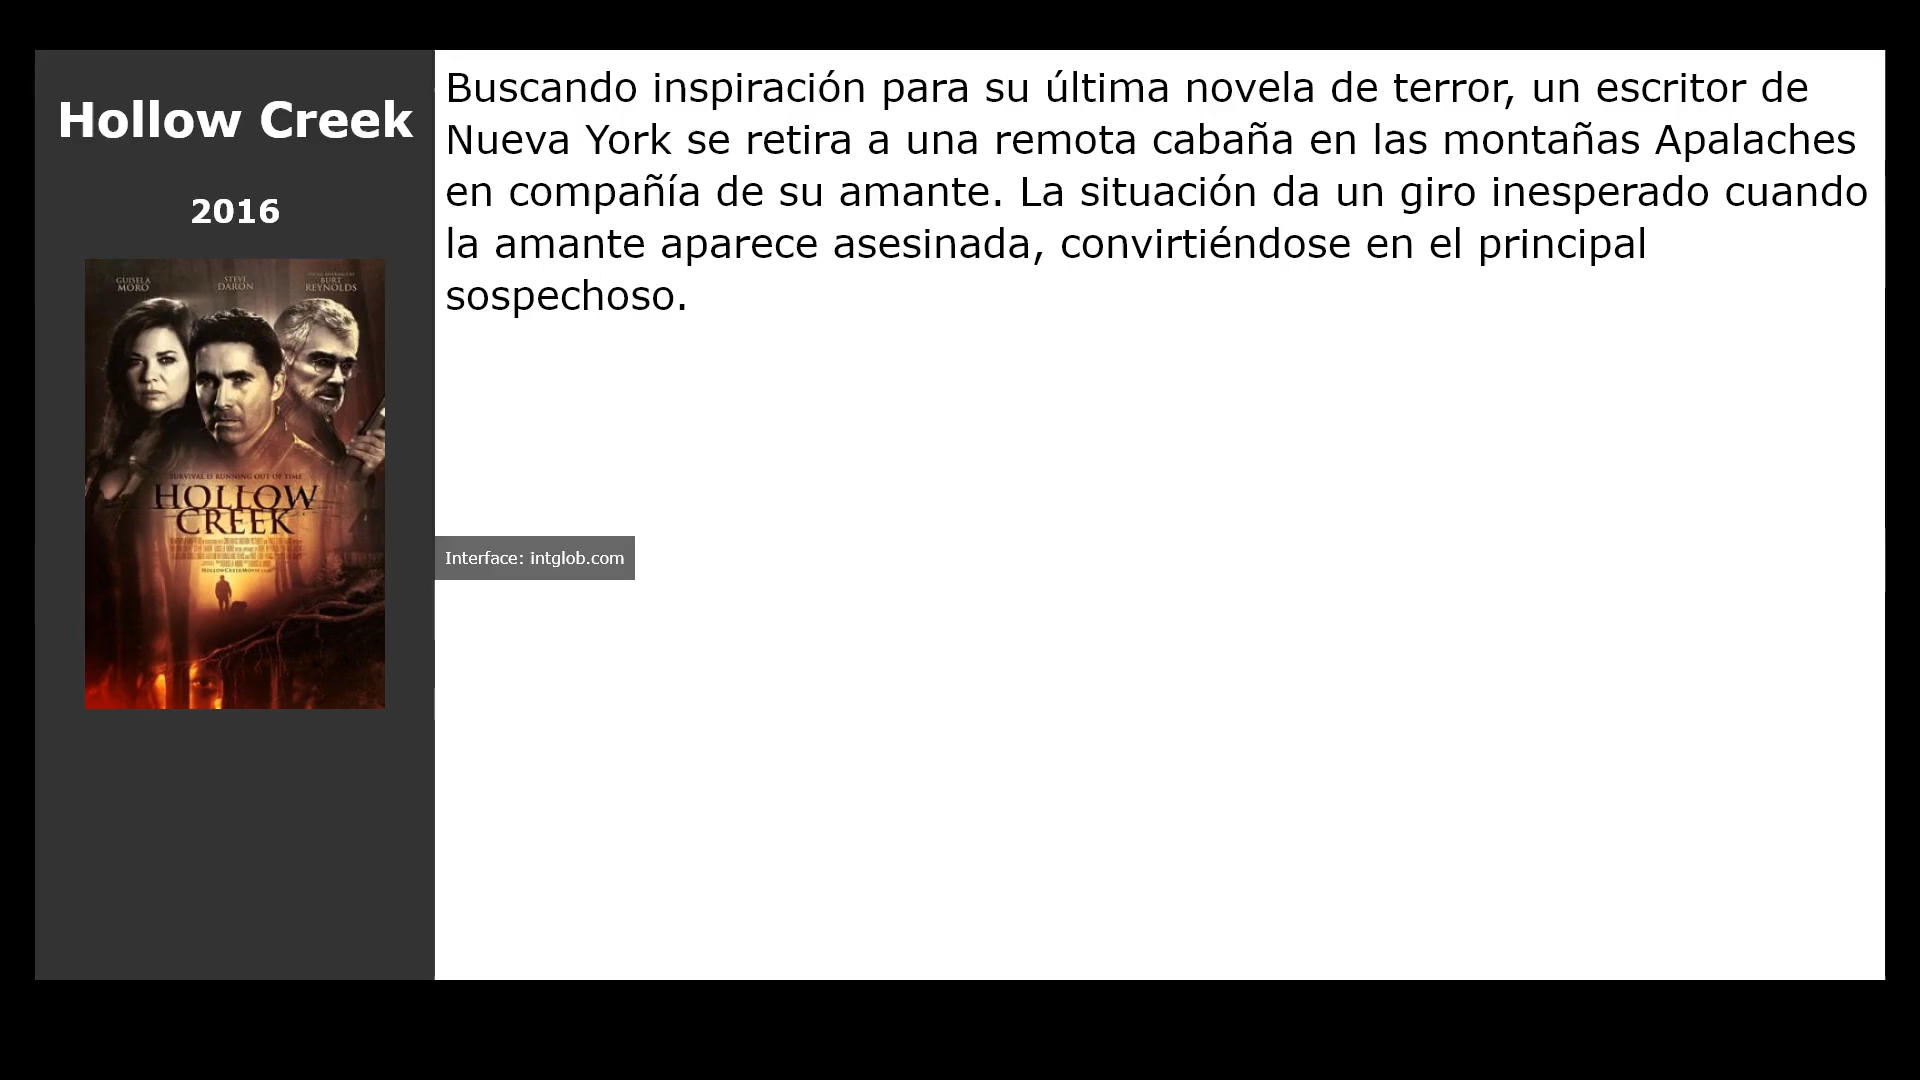 Hollow Creek
2016
GUISELA
MORO
STEVE
DARON
BURT
REYNOLDS
SURVIVAL IS RUNNING OUT OF TIME
HOLLOW
CREEK
Buscando inspiración para su última novela de terror, un escritor de
Nueva York se retira a una remota cabaña en las montañas Apalaches
en compañía de su amante. La situación da un giro inesperado cuando
la amante aparece asesinada, convirtiéndose en el principal
sospechoso.
Interface: intglob.com